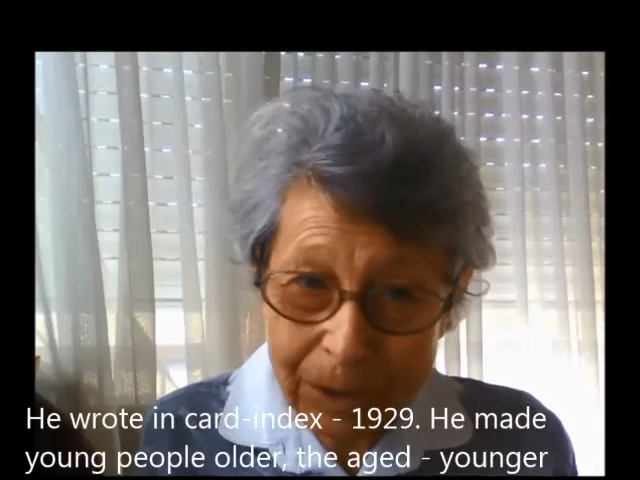 He wrote in card-index - 1929. He made
young people older, the aged - younger